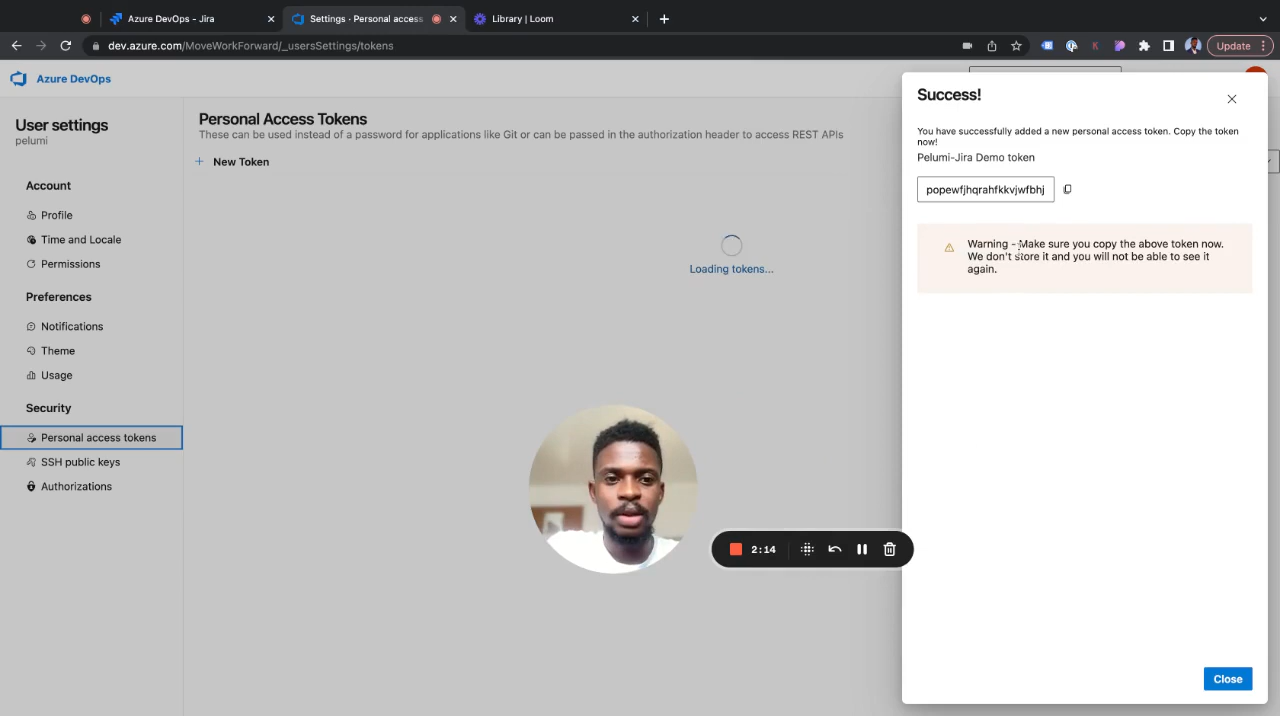 Azure DevOps - Jira
Settings · Personal access
Library | Loom
dev.azure.com/MoveWorkForward/_usersSettings/tokens
Update
Azure DevOps
User settings
pelumi
Account
Profile
Time and Locale
Permissions
Preferences
Notifications
Theme
Usage
Security
Personal access tokens
SSH public keys
Authorizations
Personal Access Tokens
These can be used instead of a password for applications like Git or can be passed in the authorization header to access REST APIs
New Token
Loading tokens...
2:14
Success!
You have successfully added a new personal access token. Copy the token
now!
Pelumi-Jira Demo token
popewfjhqrahfkkvjwfbhj
Warning - Make sure you copy the above token now.
We don't store it and you will not be able to see it
again.
Close